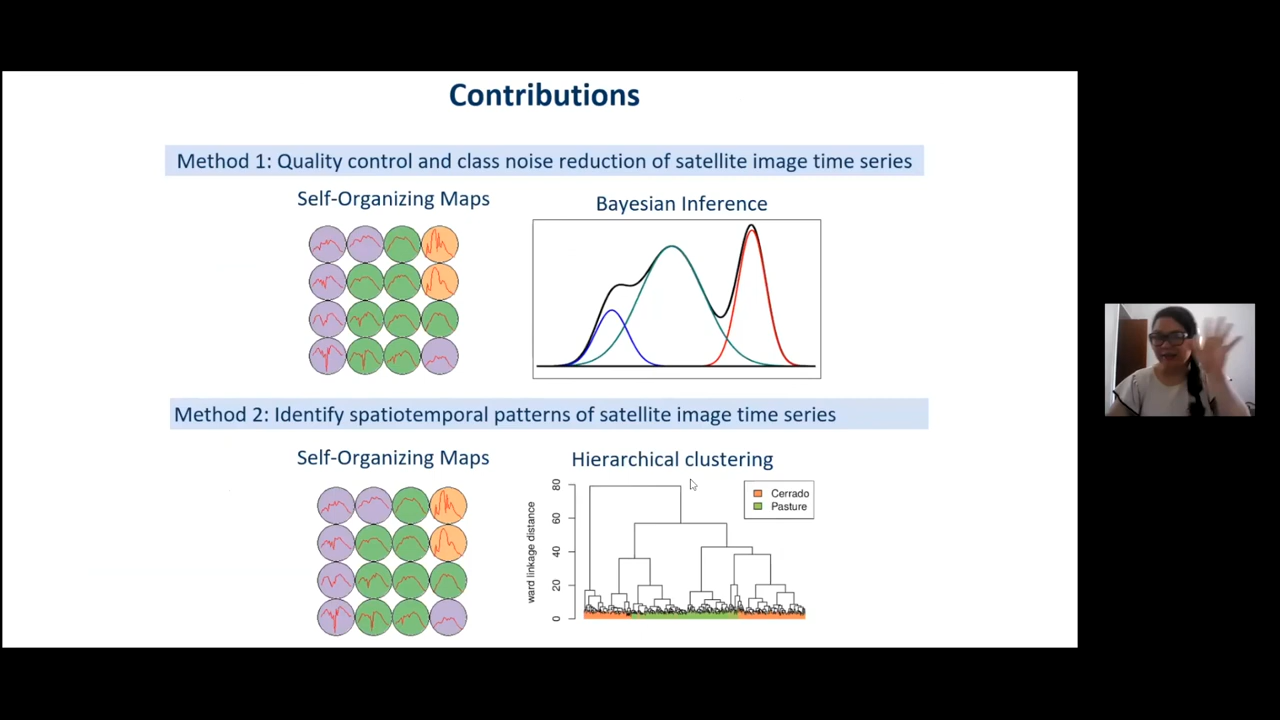 Contributions
Method 1: Quality control and class noise reduction of satellite image time series
Self-Organizing Maps
Bayesian Inference
Method 2: Identify spatiotemporal patterns of satellite image time series
Self-Organizing Maps
Hierarchical clustering
ward linkage distance
80
60
40
20
0
Cerrado
Pasture